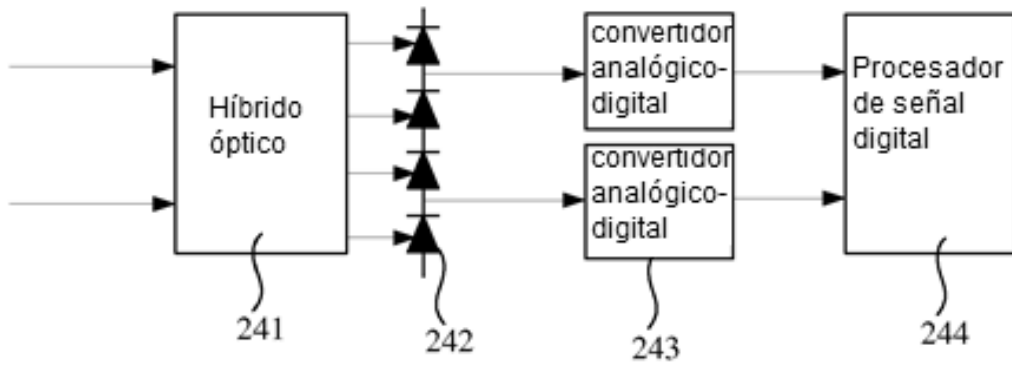 Híbrido
óptico
convertidor
analógico-
digital
convertidor
analógico-
digital
Procesador
de señal
digital
241
242
243
244